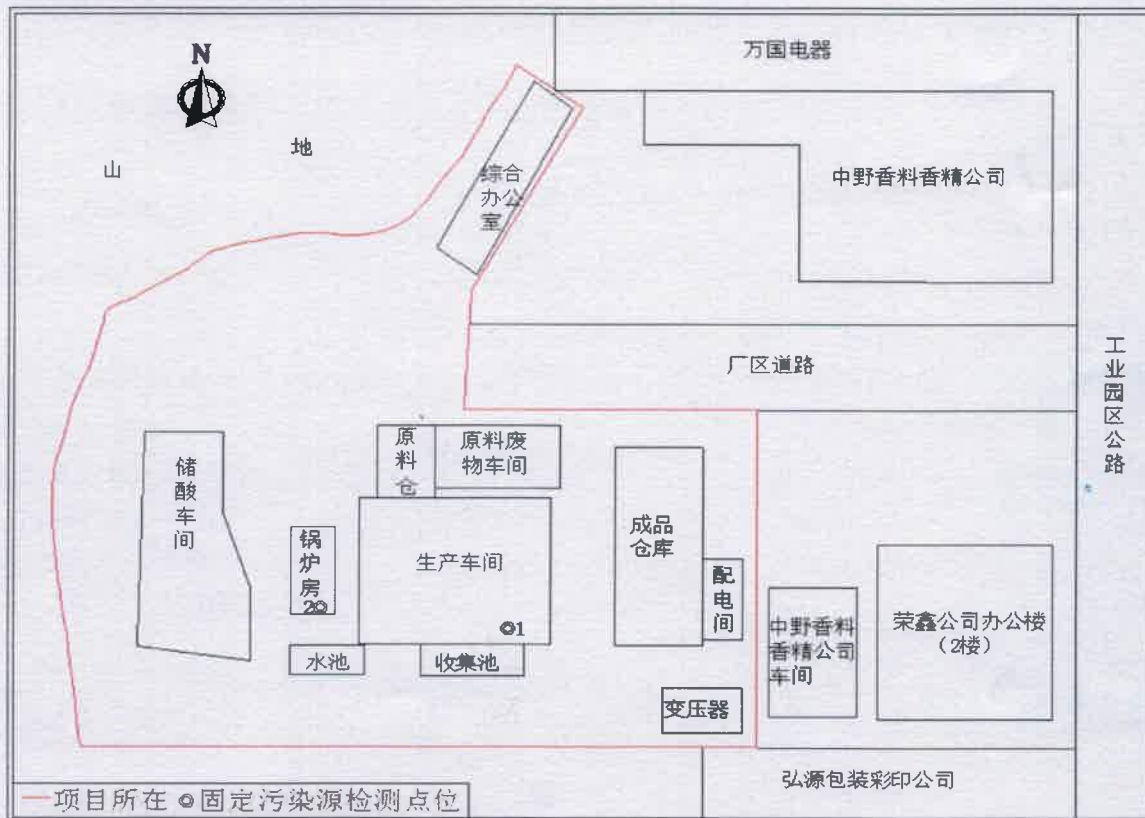 N
万国电器
山
地
综合
办公
室
中野香料香精公司
厂区道路
工业园区公路
储酸车间
原料仓
原料废
物车间
锅炉房
2◎
生产车间
◎1
成品
仓库
配电间
中野香料
香精公司
车间
荣鑫公司办公楼
（2楼）
水池
收集池
变压器
弘源包装彩印公司
项目所在 ◎固定污染源检测点位